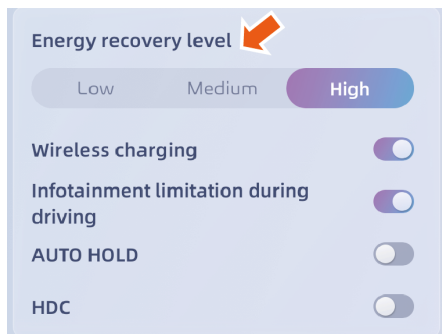 Energy recovery level
Low Medium High
Wireless charging
Infotainment limitation during
driving
AUTO HOLD
HDC